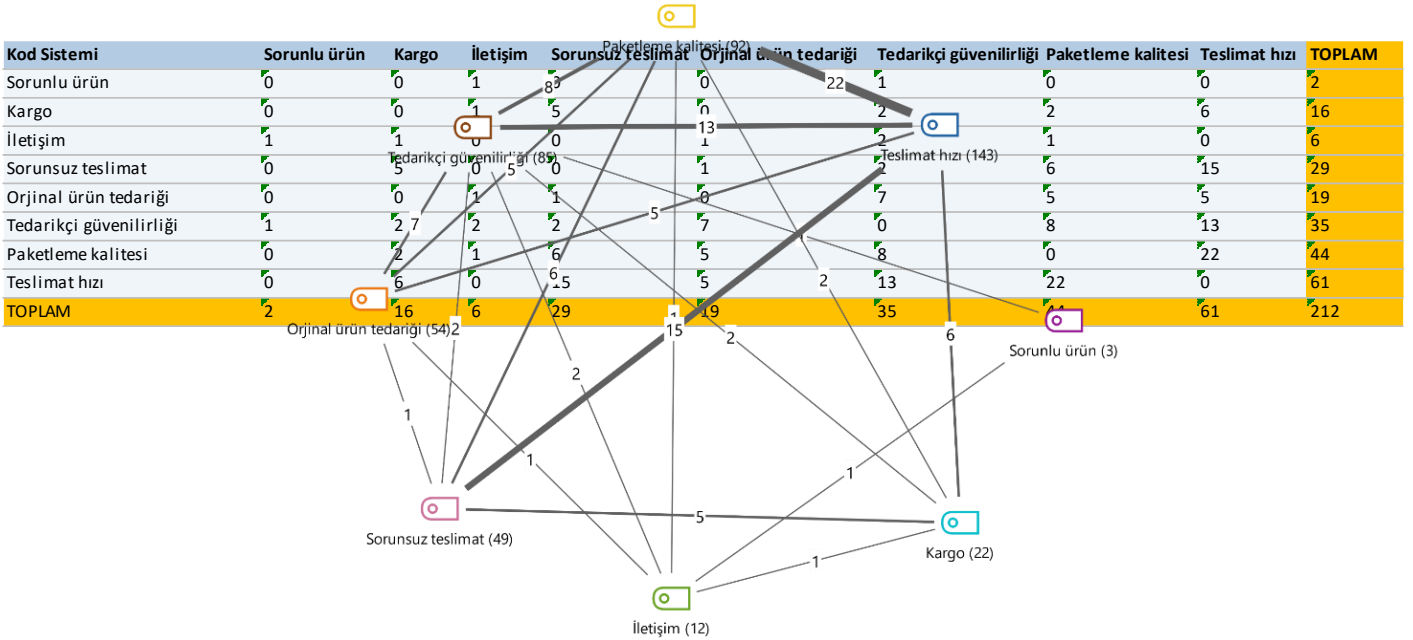 Paketleme kalitesi (92)
Kod Sistemi Sorunlu ürün Kargo İletişim Sorunsuz teslimat Orjinal ürün tedariği Tedarikçi güvenilirliği Paketleme kalitesi Teslimat hızı TOPLAM
Sorunlu ürün 0 0 1 0 0 1 0 0 2
8 22
Kargo 0 0 1 5 0 2 2 6 16
13
İletişim 1 1 0 0 1 2 1 0 6
Tedarikçi güvenilirliği (85) Teslimat hızı (143)
Sorunsuz teslimat 5 0 0 1 2 6 15 29
5
Orjinal ürün tedariği 0 0 1 1 0 7 5 5 19
5
Tedarikçi güvenilirliği 1 2 2 2 7 0 8 13 35
7 1
Paketleme kalitesi 0 2 1 6 5 8 0 22 44
6 2
Teslimat hızı 0 6 0 15 5 13 22 0 61
TOPLAM 2 16 6 29 19 35 44 61 212
1
Orjinal ürün tedariği (54) 2 15 2 6
Sorunlu ürün (3)
2
1
1 1
5
Sorunsuz teslimat (49) Kargo (22)
1
İletişim (12)